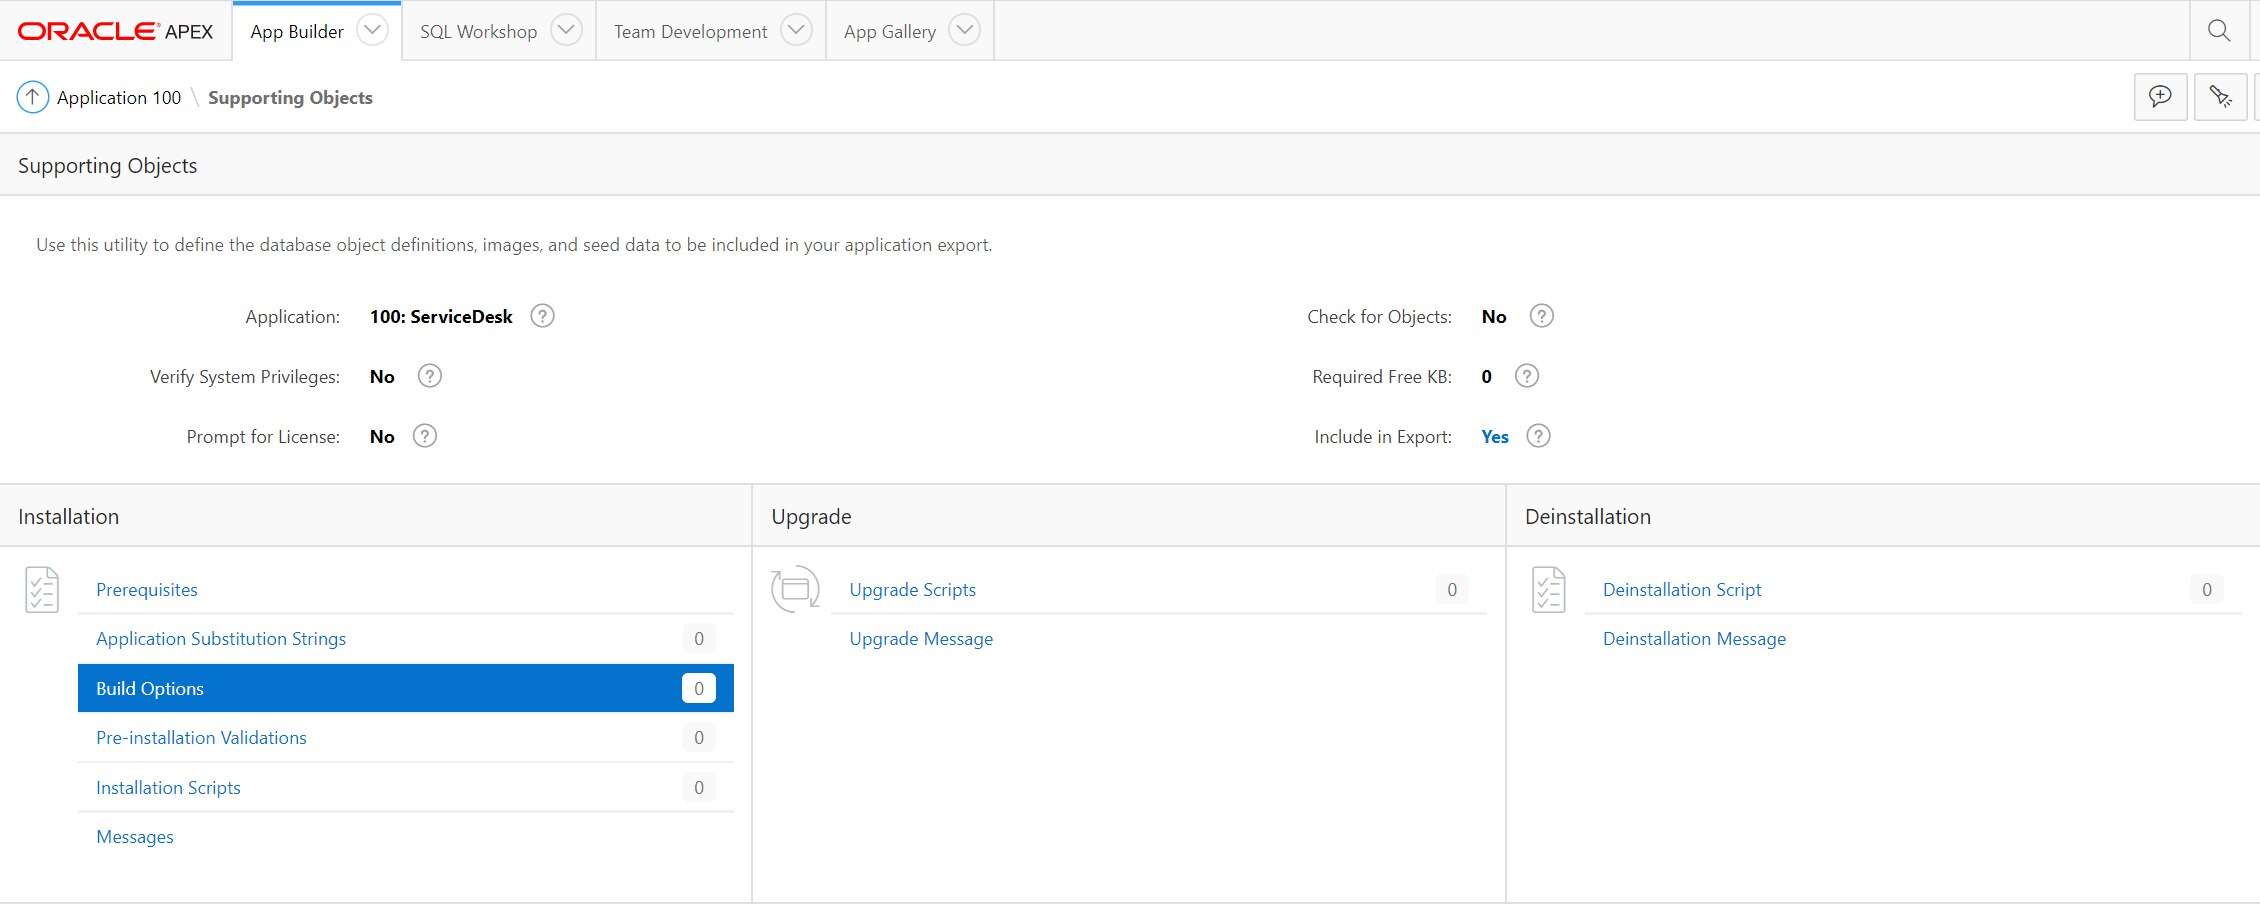 ORACLE APEX App Builder SQL Workshop Team Development App Gallery
Application 100 \ Supporting Objects
Supporting Objects
Use this utility to define the database object definitions, images, and seed data to be included in your application export.
Application: 100: ServiceDesk ?
Check for Objects: No ?
Verify System Privileges: No ?
Required Free KB: 0 ?
Prompt for License: No ?
Include in Export: Yes ?
Installation
Prerequisites
Application Substitution Strings 0
Build Options 0
Pre-installation Validations 0
Installation Scripts 0
Messages
Upgrade
Upgrade Scripts 0
Upgrade Message
Deinstallation
Deinstallation Script 0
Deinstallation Message